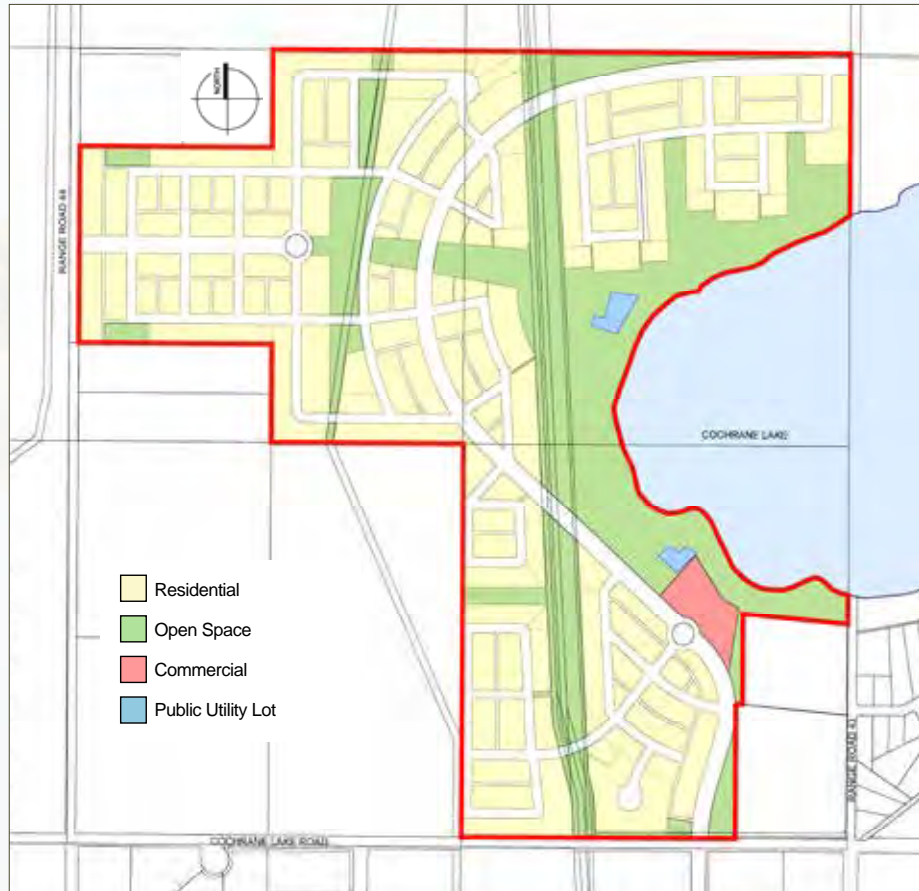 NORTH
RANGE ROAD 44
COCHRANE LAKE
Residential
Open Space
Commercial
Public Utility Lot
RANGE ROAD 43
COCHRANE LAKE ROAD